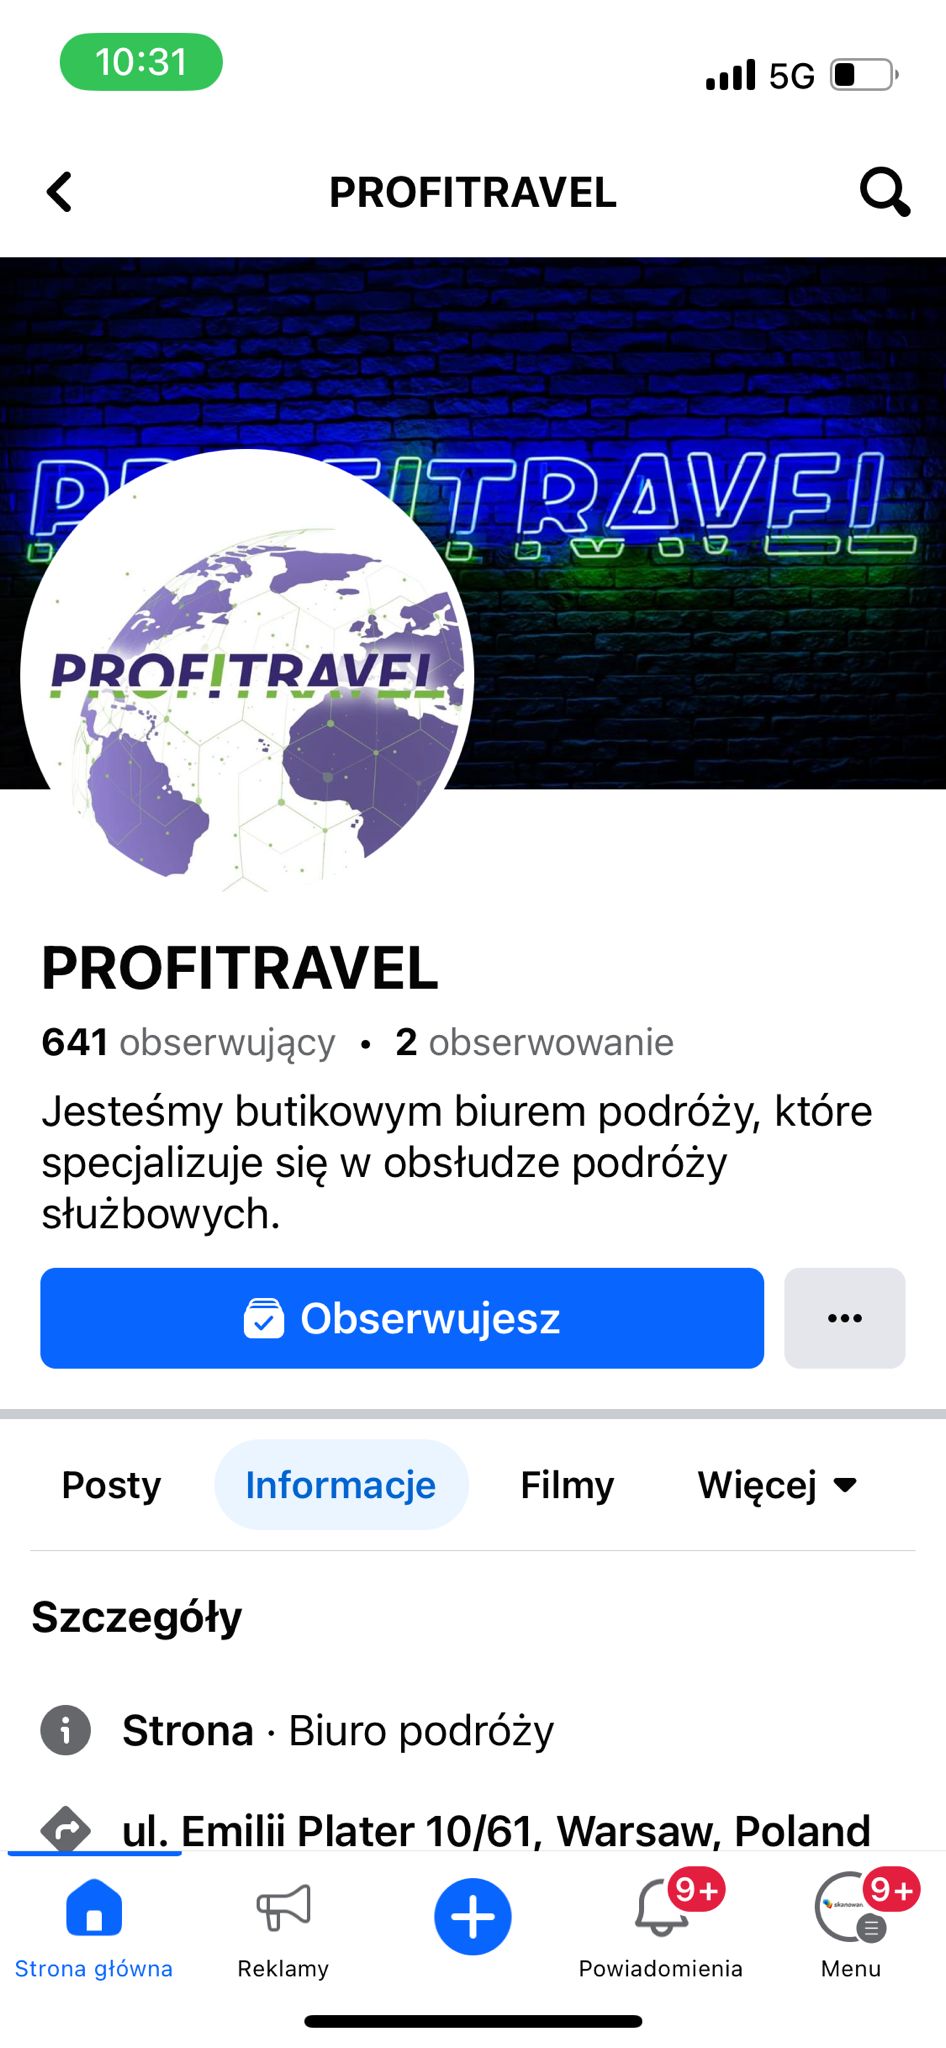 10:31
5G
PROFITRAVEL
PROFITRAVEL
PROFITRAVEL
PROFITRAVEL
641 obserwujący • 2 obserwowanie
Jesteśmy butikowym biurem podróży, które
specjalizuje się w obsłudze podróży
służbowych.
Obserwujesz
Posty
Informacje
Filmy
Więcej
Szczegóły
Strona · Biuro podróży
ul. Emilii Plater 10/61, Warsaw, Poland
9+
9+
skanowan
Strona główna
Reklamy
Powiadomienia
Menu